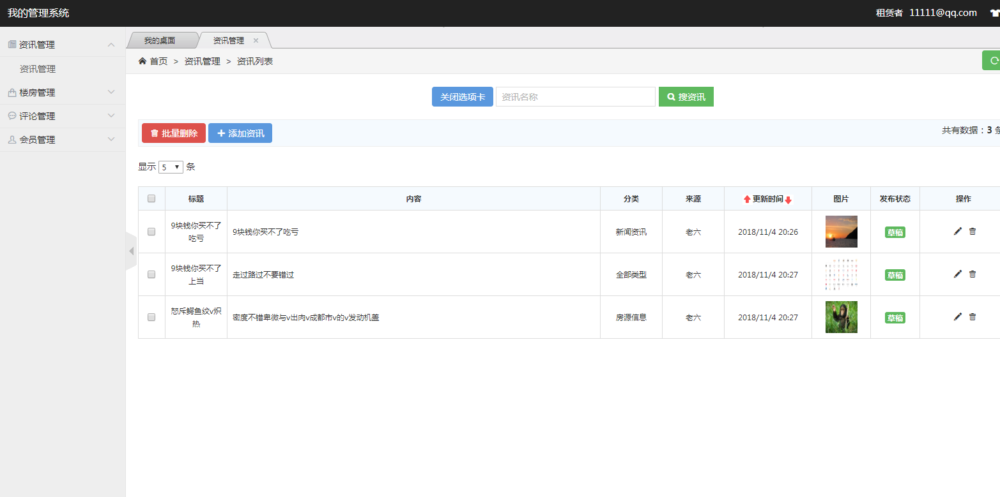 我的管理系统
租赁者 11111@qq.com
资讯管理
资讯管理
楼房管理
评论管理
会员管理
我的桌面
资讯管理
首页 > 资讯管理 > 资讯列表
关闭选项卡 资讯名称 搜资讯
批量删除 添加资讯
共有数据：3 条
显示 5 条
标题 内容 分类 来源 更新时间 图片 发布状态 操作
9块钱你买不了
吃亏
9块钱你买不了吃亏 新闻资讯 老六 2018/11/4 20:26 草稿
9块钱你买不了
上当
走过路过不要错过 全部类型 老六 2018/11/4 20:27 草稿
怒斥鳄鱼纹v炽
热
密度不错卑微与v出肉v成都市v的v发动机盖 房源信息 老六 2018/11/4 20:27 草稿